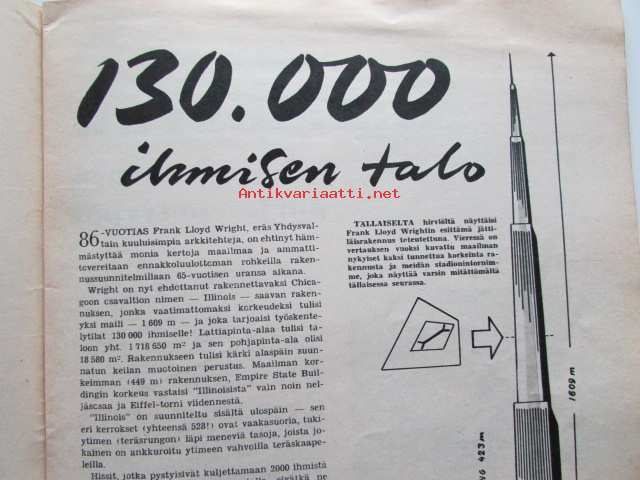 130.000
ihmisen talo
Antikvariaatti.net
86-VUOTIAS Frank Lloyd Wright, eräs Yhdysval-
tain kuuluisimpia arkkitehteja, on ehtinyt häm-
mästyttää monia kertoja maailmaa ja ammatti-
tovereitaan ennakkoluulottoman rohkeilla raken-
nussuunnitelmillaan 65-vuotisen uransa aikana.
Wright on nyt ehdottanut rakennettavaksi Chica-
goon csavaltion nimen — Illinois — saavan raken-
nuksen, jonka vaatimattomaksi korkeudeksi tulisi
yksi maili — 1 609 m — ja joka tarjoaisi työskente-
lytilat 130 000 ihmiselle! Lattiapinta-alaa tulisi ta-
loon yht. 1 718 650 m² ja sen pohjapinta-ala olisi
18 580 m². Rakennukseen tulisi kärki alaspäin suun-
natun keilan muotoinen perustus. Maailman kor-
keimman (449 m) rakennuksen, Empire State Buil-
dingin korkeus vastaisi "Illinoisista" vain noin nel-
jäsosaa ja Eiffel-torni viidennestä.
"Illinois" on suunniteltu sisältä ulospäin — sen
eri kerrokset (yhteensä 528!) ovat vaakasuoria, tuki-
ytimen (teräsrungon) läpi meneviä tasoja, joista jo-
kainen on ankkuroitu ytimeen vahvoilla teräskaape-
leilla.
Hissit, jotka pystyisivät kuljettamaan 2000 ihmistä
TALLAISELTA hirviöltä näyttäisi
Frank Lloyd Wrightin esittämä jätti-
läisrakennus toteutettuna. Vieressä on
vertauksen vuoksi kuvattu maailman
nykyiset kaksi tunnettua korkeinta ra-
kennusta ja meidän stadionintornim-
me, joka näyttää varsin mitättömältä
tällaisessa seurassa.
1609 m
423 m